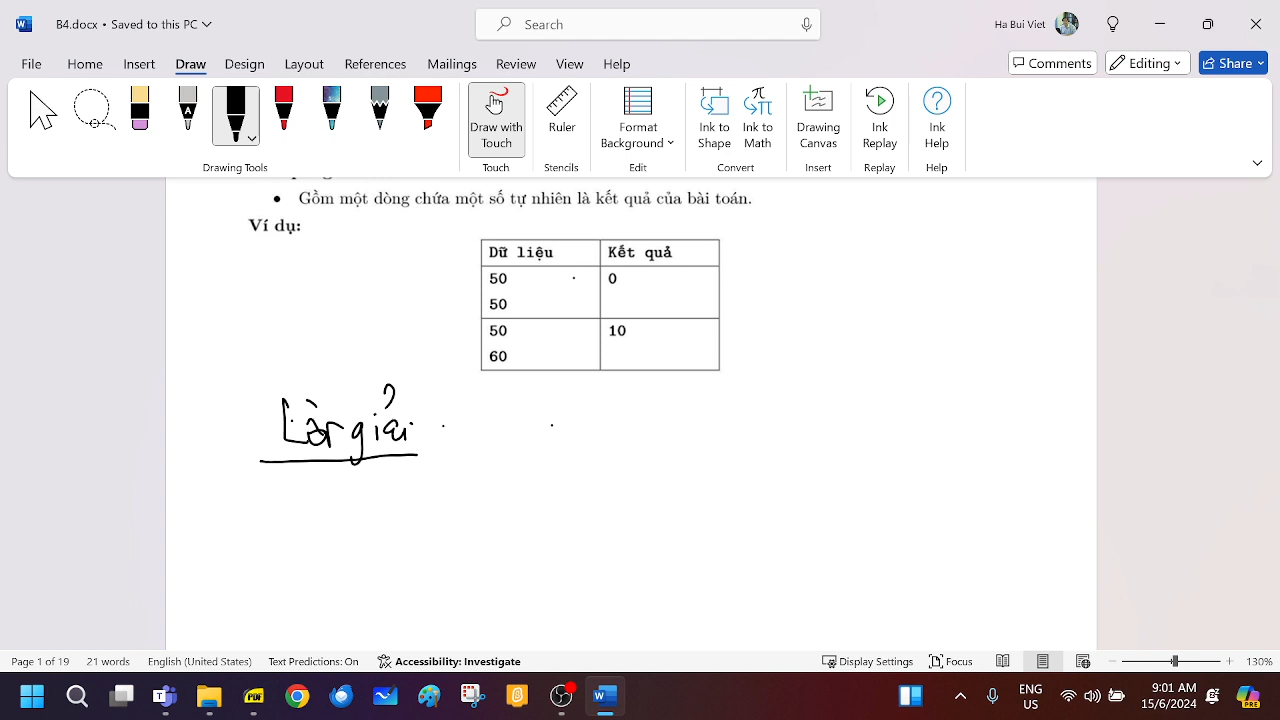 B4.docx • Saved to this PC
Search
Ha Bui Viet
File Home Insert Draw Design Layout References Mailings Review View Help
Comments Editing Share
Draw with Touch
Ruler
Format Background
Ink to Shape
Ink to Math
Drawing Canvas
Ink Replay
Ink Help
Drawing Tools Touch Stencils Edit Convert Insert Replay Help
• Gồm một dòng chứa một số tự nhiên là kết quả của bài toán.
Ví dụ:
Dữ liệu Kết quả
50 0
50
50 10
60
Lời giải
Page 1 of 19 21 words English (United States) Text Predictions: On Accessibility: Investigate Display Settings Focus 130%
ENG 9:01 AM
US 15/6/2024